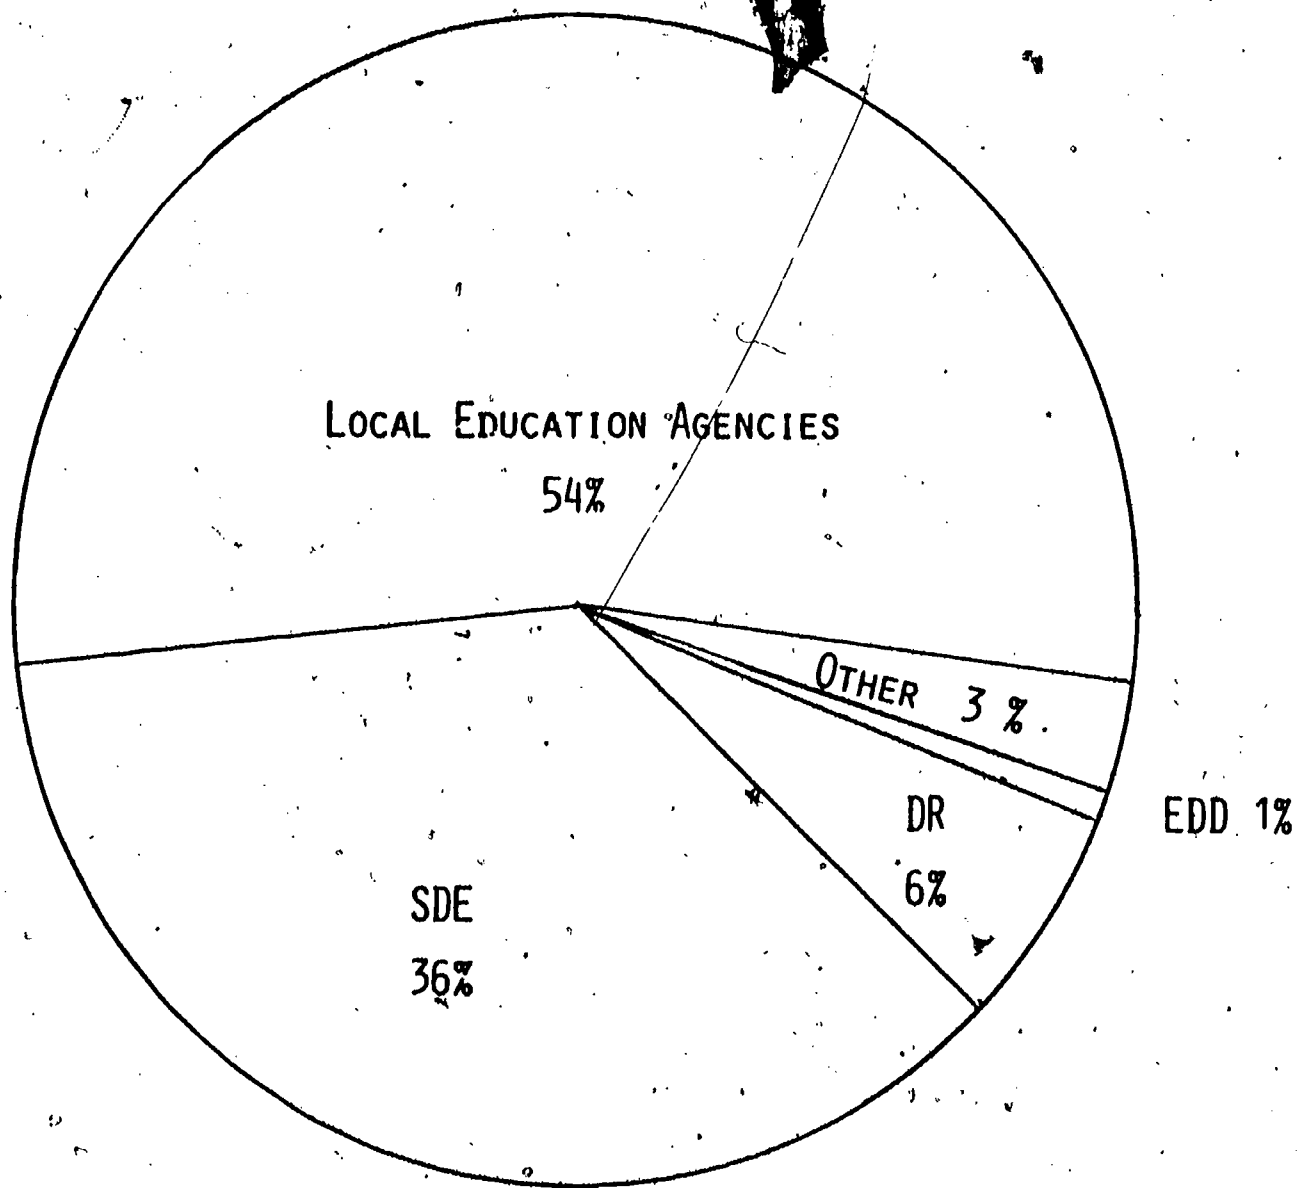 LOCAL EDUCATION AGENCIES
54%
OTHER 3%
DR
6%
EDD 1%
SDE
36%